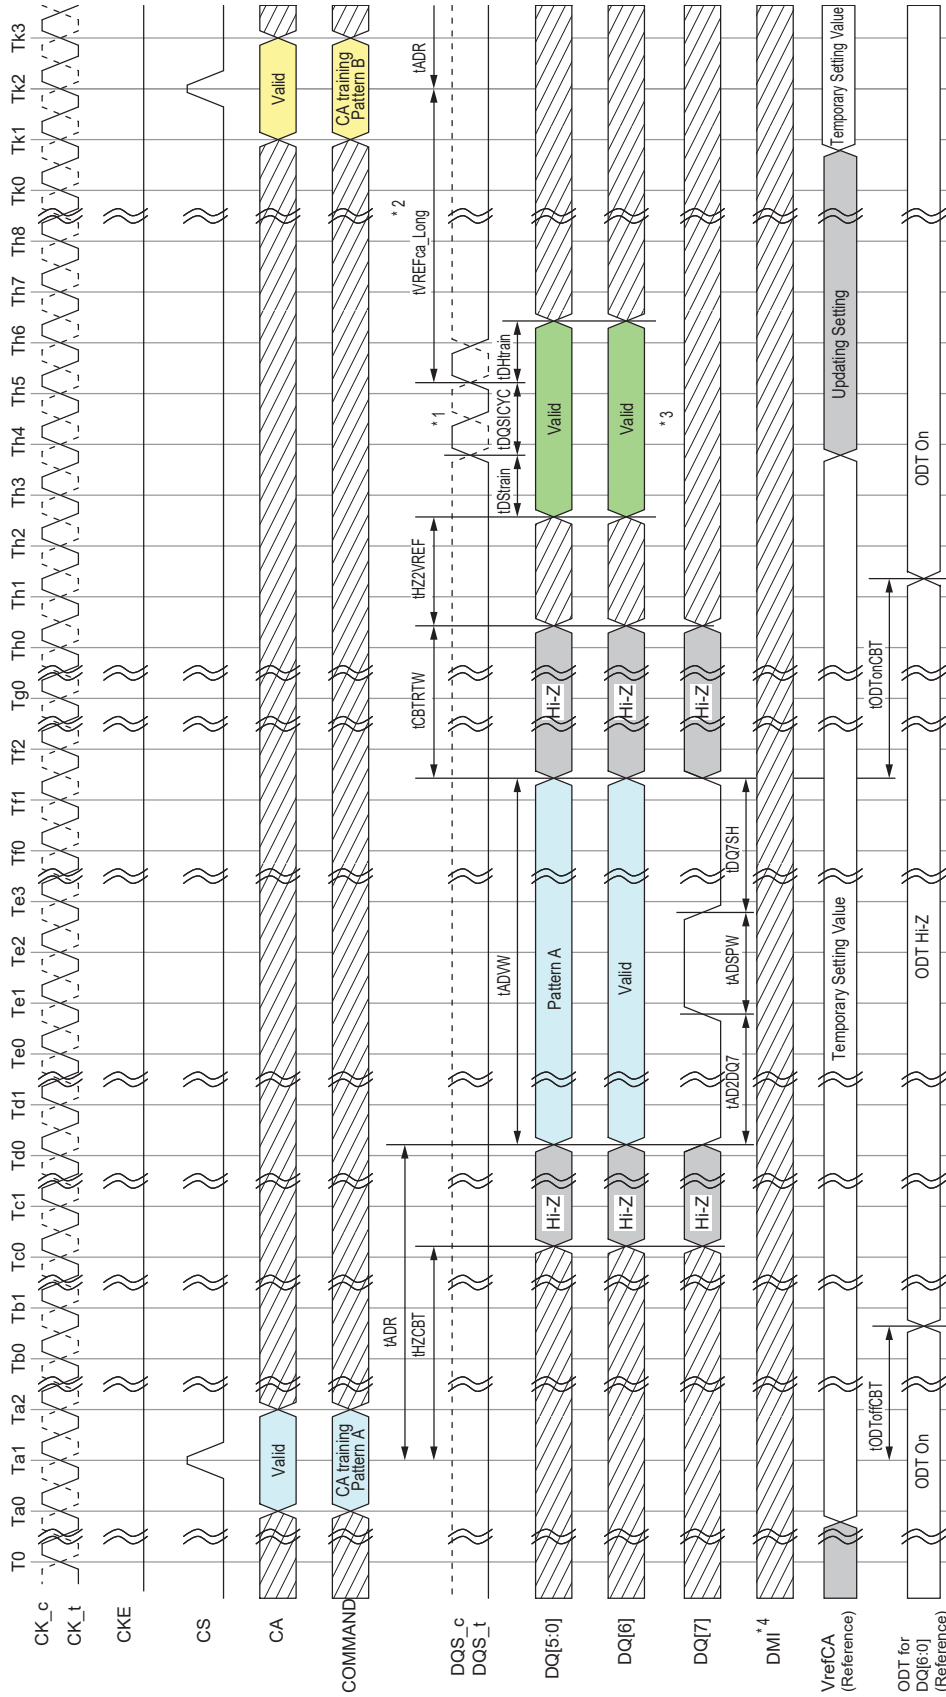 T0 Ta0 Ta1 Ta2 Tb0 Tb1 Tc0 Tc1 Td0 Td1 Te0 Te1 Te2 Te3 Tf0 Tf1 Tf2 Tg0 Th0 Th1 Th2 Th3 Th4 Th5 Th6 Th7 Th8 Tk0 Tk1 Tk2 Tk3
CK_c
CK_t
CKE
CS
CA
Valid
Valid
COMMAND
CA training
Pattern A
CA training
Pattern B
tADR
tADR
tHZCBT
*2
tVREFca_Long
DQS_c
DQS_t
*1
tADVW
tCBTRTW
tHZ2VREF
tDStrain
tDQSICYC
tDHtrain
DQ[5:0]
Hi-Z
Pattern A
Hi-Z
Valid
DQ[6]
Hi-Z
Valid
Hi-Z
Valid
*3
DQ[7]
Hi-Z
Hi-Z
tAD2DQ7
tADSPW
tDQ7SH
DMI *4
VrefCA
(Reference)
Temporary Setting Value
Updating Setting
Temporary Setting Value
tODToffCBT
tODTonCBT
ODT for
DQ[6:0]
(Reference)
ODT On
ODT Hi-Z
ODT On